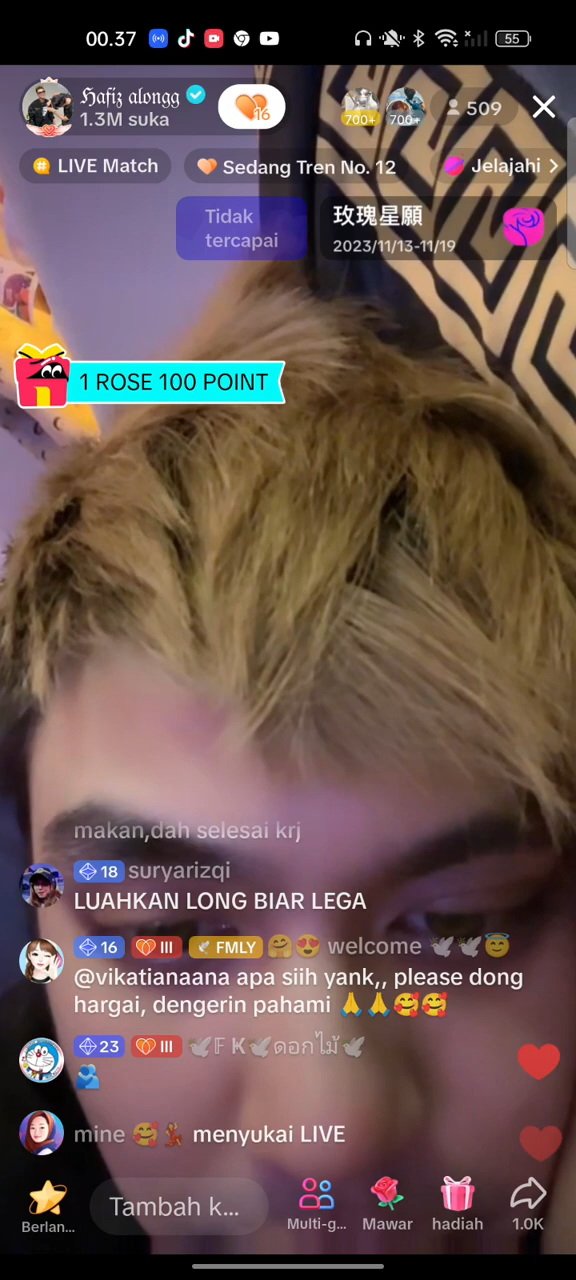 00.37
55
ℌ𝔞𝔣𝔦𝔷 𝔞𝔩𝔬𝔫𝔤𝔤
1.3M suka
16
700+
700+
509
LIVE Match
Sedang Tren No. 12
Jelajahi
Tidak
tercapai
玫瑰星願
2023/11/13-11/19
1 ROSE 100 POINT
makan,dah selesai krj
18 suryarizqi
LUAHKAN LONG BIAR LEGA
16 III FMLY 🤗😍 welcome 🕊️🕊️😇
@vikatianaana apa siih yank,, please dong
hargai, dengerin pahami 🙏🙏🥰🥰
23 III 🕊️𝔽 𝕂🕊️ดอกไม้🕊️
🫂
mine 🥰💃 menyukai LIVE
Berlan...
Tambah k...
Multi-g...
Mawar
hadiah
1.0K